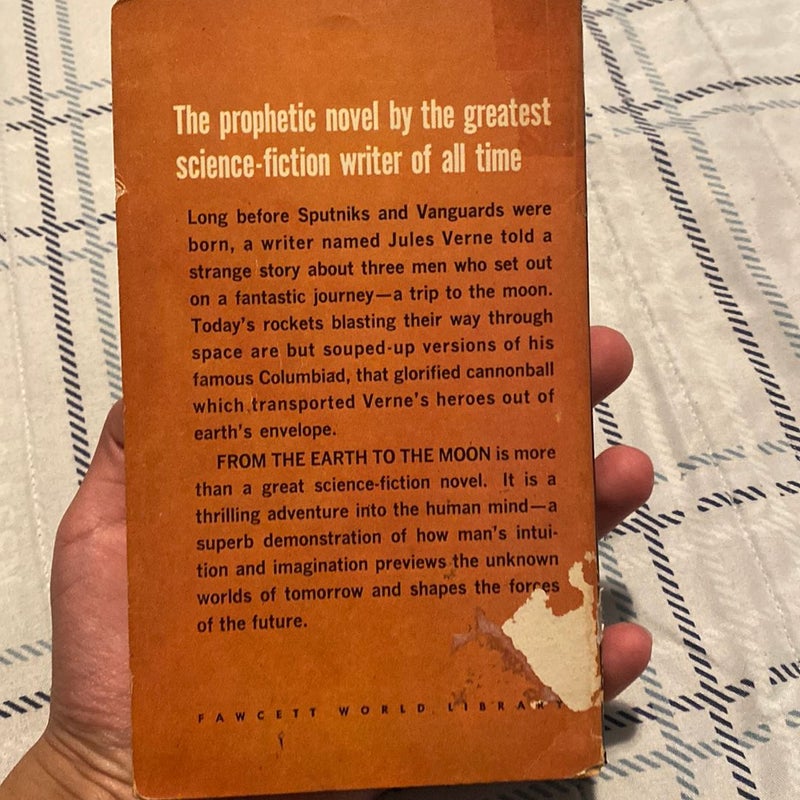 The prophetic novel by the greatest
science-fiction writer of all time
Long before Sputniks and Vanguards were
born, a writer named Jules Verne told a
strange story about three men who set out
on a fantastic journey—a trip to the moon.
Today's rockets blasting their way through
space are but souped-up versions of his
famous Columbiad, that glorified cannonball
which transported Verne's heroes out of
earth's envelope.
FROM THE EARTH TO THE MOON is more
than a great science-fiction novel. It is a
thrilling adventure into the human mind—a
superb demonstration of how man's intui-
tion and imagination previews the unknown
worlds of tomorrow and shapes the forces
of the future.
FAWCETT WORLD LIBRARY